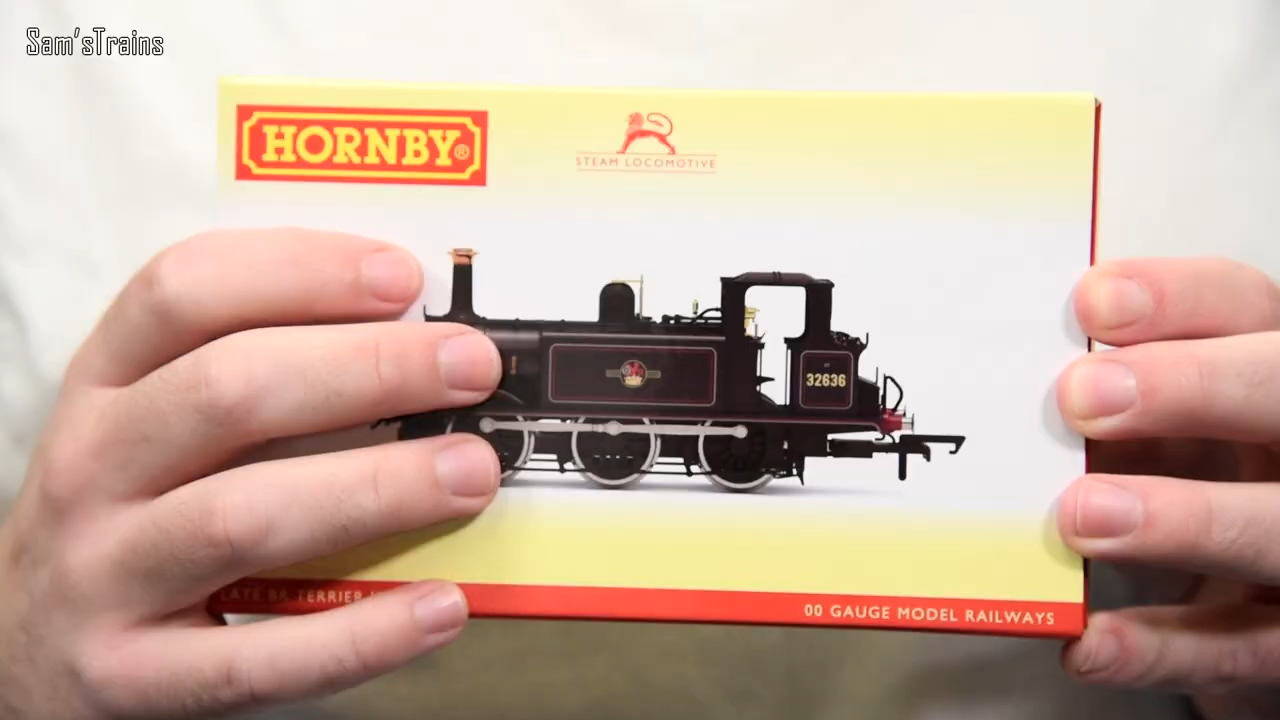 Sam'sTrains
HORNBY®
STEAM LOCOMOTIVE
32636
LATE BR TERRIER
00 GAUGE MODEL RAILWAYS